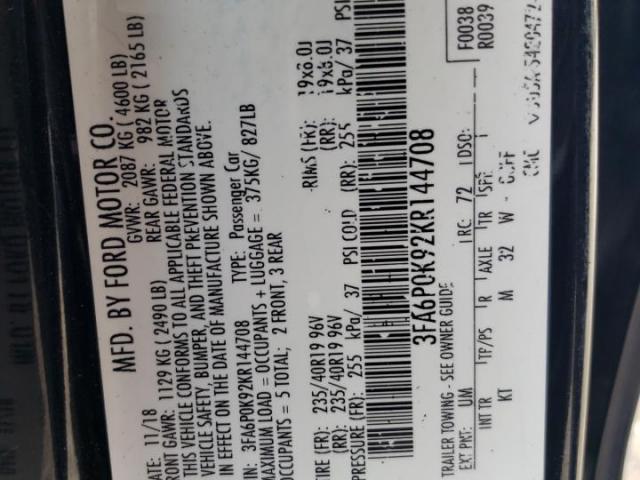 MFD. BY FORD MOTOR CO.
DATE: 11/18 GVWR: 2087 KG ( 4600 LB)
FRONT GAWR: 1129 KG (2490 LB) REAR GAWR: 982 KG ( 2165 LB)
THIS VEHICLE CONFORMS TO ALL APPLICABLE FEDERAL MOTOR
VEHICLE SAFETY, BUMPER, AND THEFT PREVENTION STANDARDS
IN EFFECT ON THE DATE OF MANUFACTURE SHOWN ABOVE.
VIN: 3FA6P0K92KR144708 TYPE: Passenger Car
MAXIMUM LOAD = OCCUPANTS + LUGGAGE = 375KG/ 827LB
OCCUPANTS = 5 TOTAL; 2 FRONT, 3 REAR
TIRE (FR): 235/40R19 96V RIMS (FR): 19x8.0J
(RR): 235/40R19 96V (RR): 19x8.0J
PRESSURE (FR): 255 kPa/ 37 PSI COLD (RR): 255 kPa/ 37 PSI
3FA6P0K92KR144708
F0038
R0039
TRAILER TOWING - SEE OWNER GUIDE
EXT PNT: UM RC: 72 DSO:
INT TR TP/PS R AXLE TR SPR
KT M 32 W